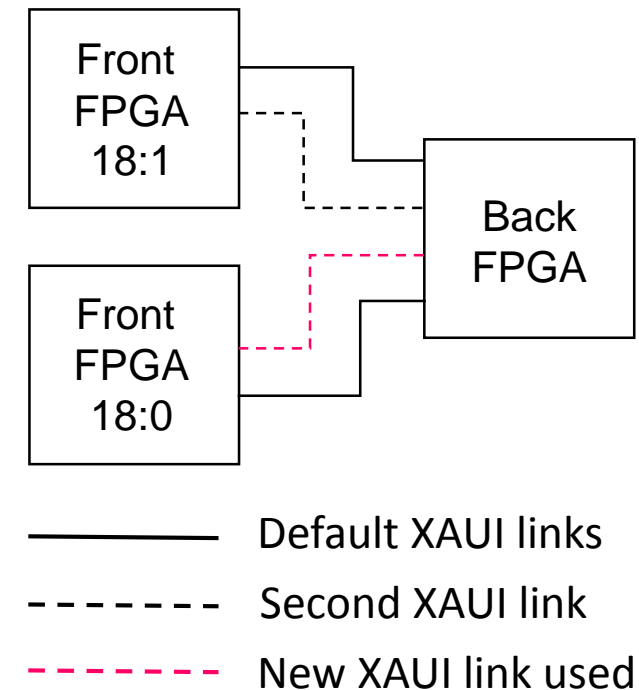 Front
FPGA
18:1
Back
FPGA
Front
FPGA
18:0
Default XAUI links
Second XAUI link
New XAUI link used